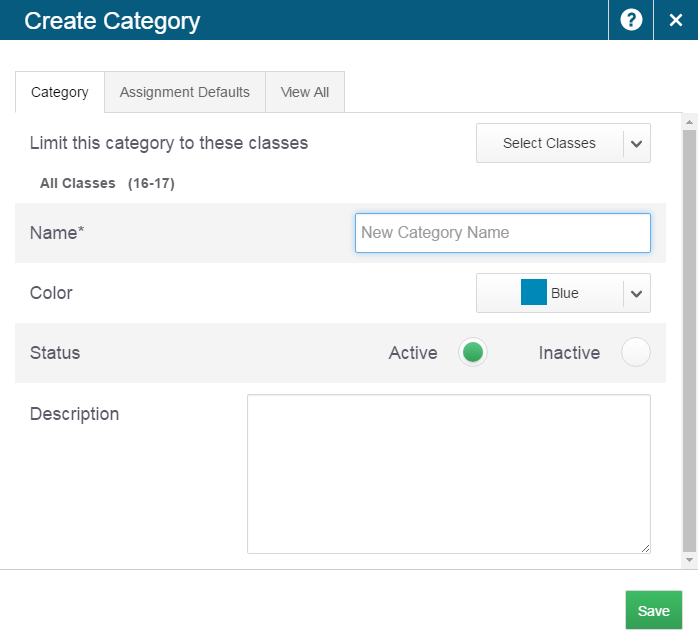 Create Category ? ×
Category Assignment Defaults View All
Limit this category to these classes Select Classes
All Classes (16-17)
Name* New Category Name
Color Blue
Status Active Inactive
Description
Save